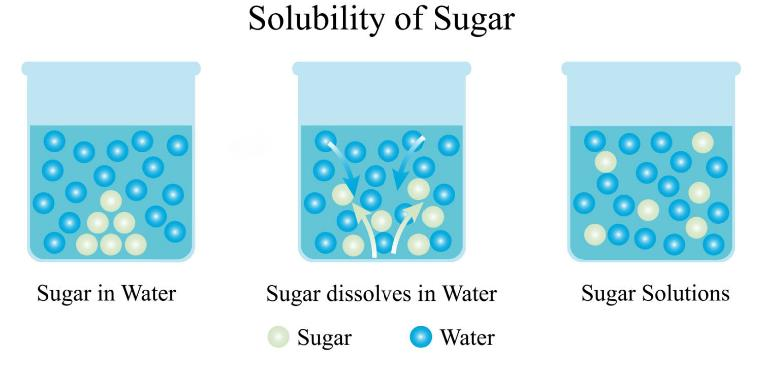 Solubility of Sugar
Sugar in Water
Sugar dissolves in Water
Sugar Solutions
Sugar
Water